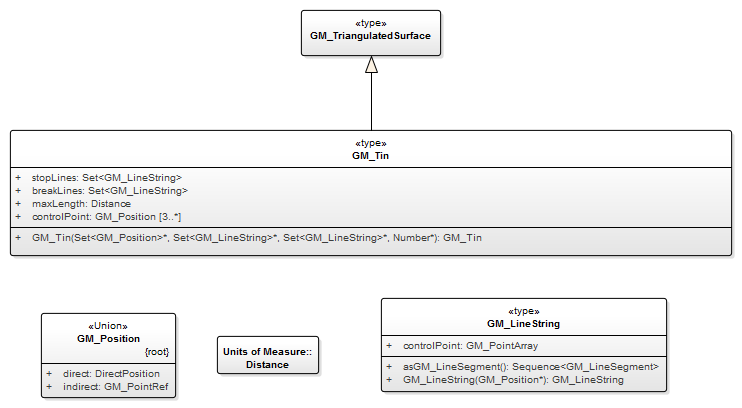 «type»
GM_TriangulatedSurface
«type»
GM_Tin
+ stopLines: Set<GM_LineString>
+ breakLines: Set<GM_LineString>
+ maxLength: Distance
+ controlPoint: GM_Position [3..*]
+ GM_Tin(Set<GM_Position>*, Set<GM_LineString>*, Set<GM_LineString>*, Number*): GM_Tin
«Union»
GM_Position
{root}
+ direct: DirectPosition
+ indirect: GM_PointRef
Units of Measure::
Distance
«type»
GM_LineString
+ controlPoint: GM_PointArray
+ asGM_LineSegment(): Sequence<GM_LineSegment>
+ GM_LineString(GM_Position*): GM_LineString